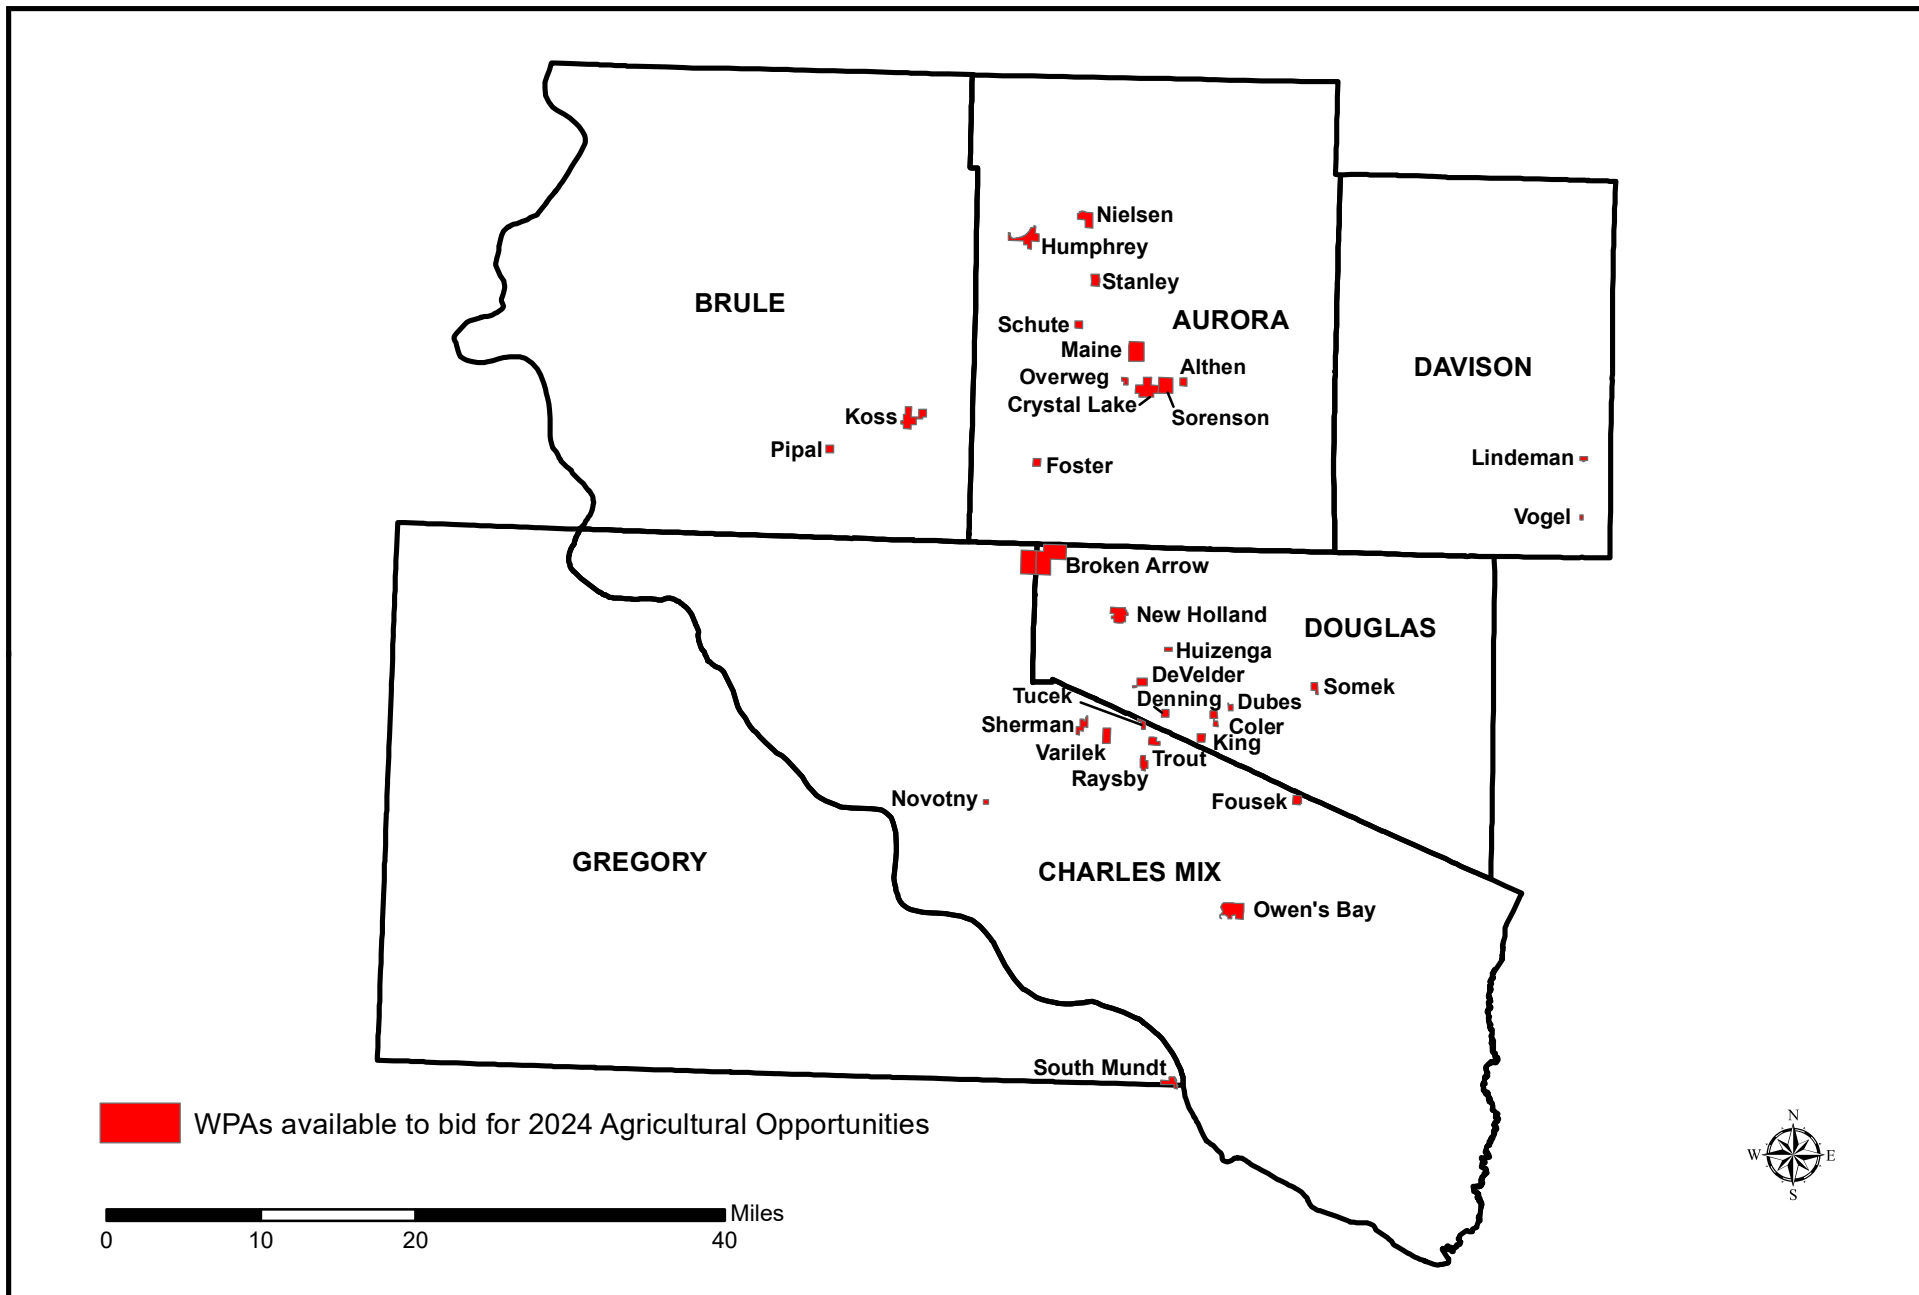 Nielsen
Humphrey
Stanley
BRULE
AURORA
Schute
Maine
DAVISON
Althen
Overweg
Crystal Lake
Koss
Sorenson
Pipal
Lindeman
Foster
Vogel
Broken Arrow
New Holland
DOUGLAS
Huizenga
DeVelder
Somek
Tucek
Denning
Dubes
Sherman
Coler
King
Varilek
Trout
Raysby
Novotny
Fousek
GREGORY
CHARLES MIX
Owen's Bay
South Mundt
WPAs available to bid for 2024 Agricultural Opportunities
N
W
E
S
Miles
0
10
20
40